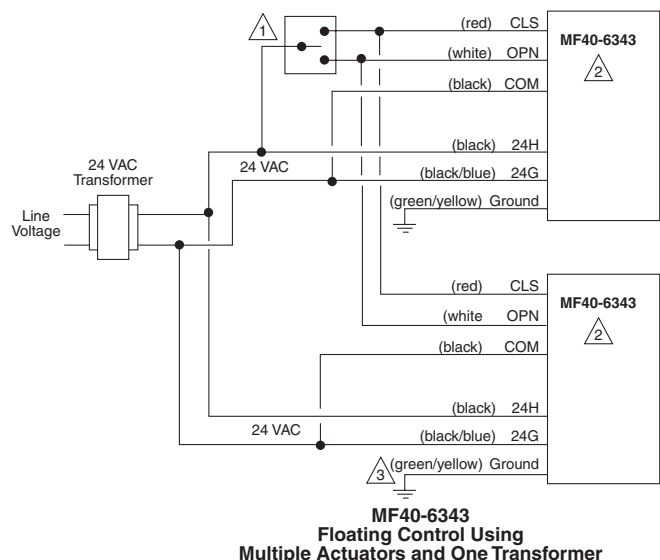 1
(red) CLS
(white) OPN
(black) COM
MF40-6343
2
(black) 24H
24 VAC
(black/blue) 24G
(green/yellow) Ground
24 VAC
Transformer
Line
Voltage
(red) CLS
(white OPN
(black) COM
MF40-6343
2
(black) 24H
24 VAC
(black/blue) 24G
3
(green/yellow) Ground
MF40-6343
Floating Control Using
Multiple Actuators and One Transformer